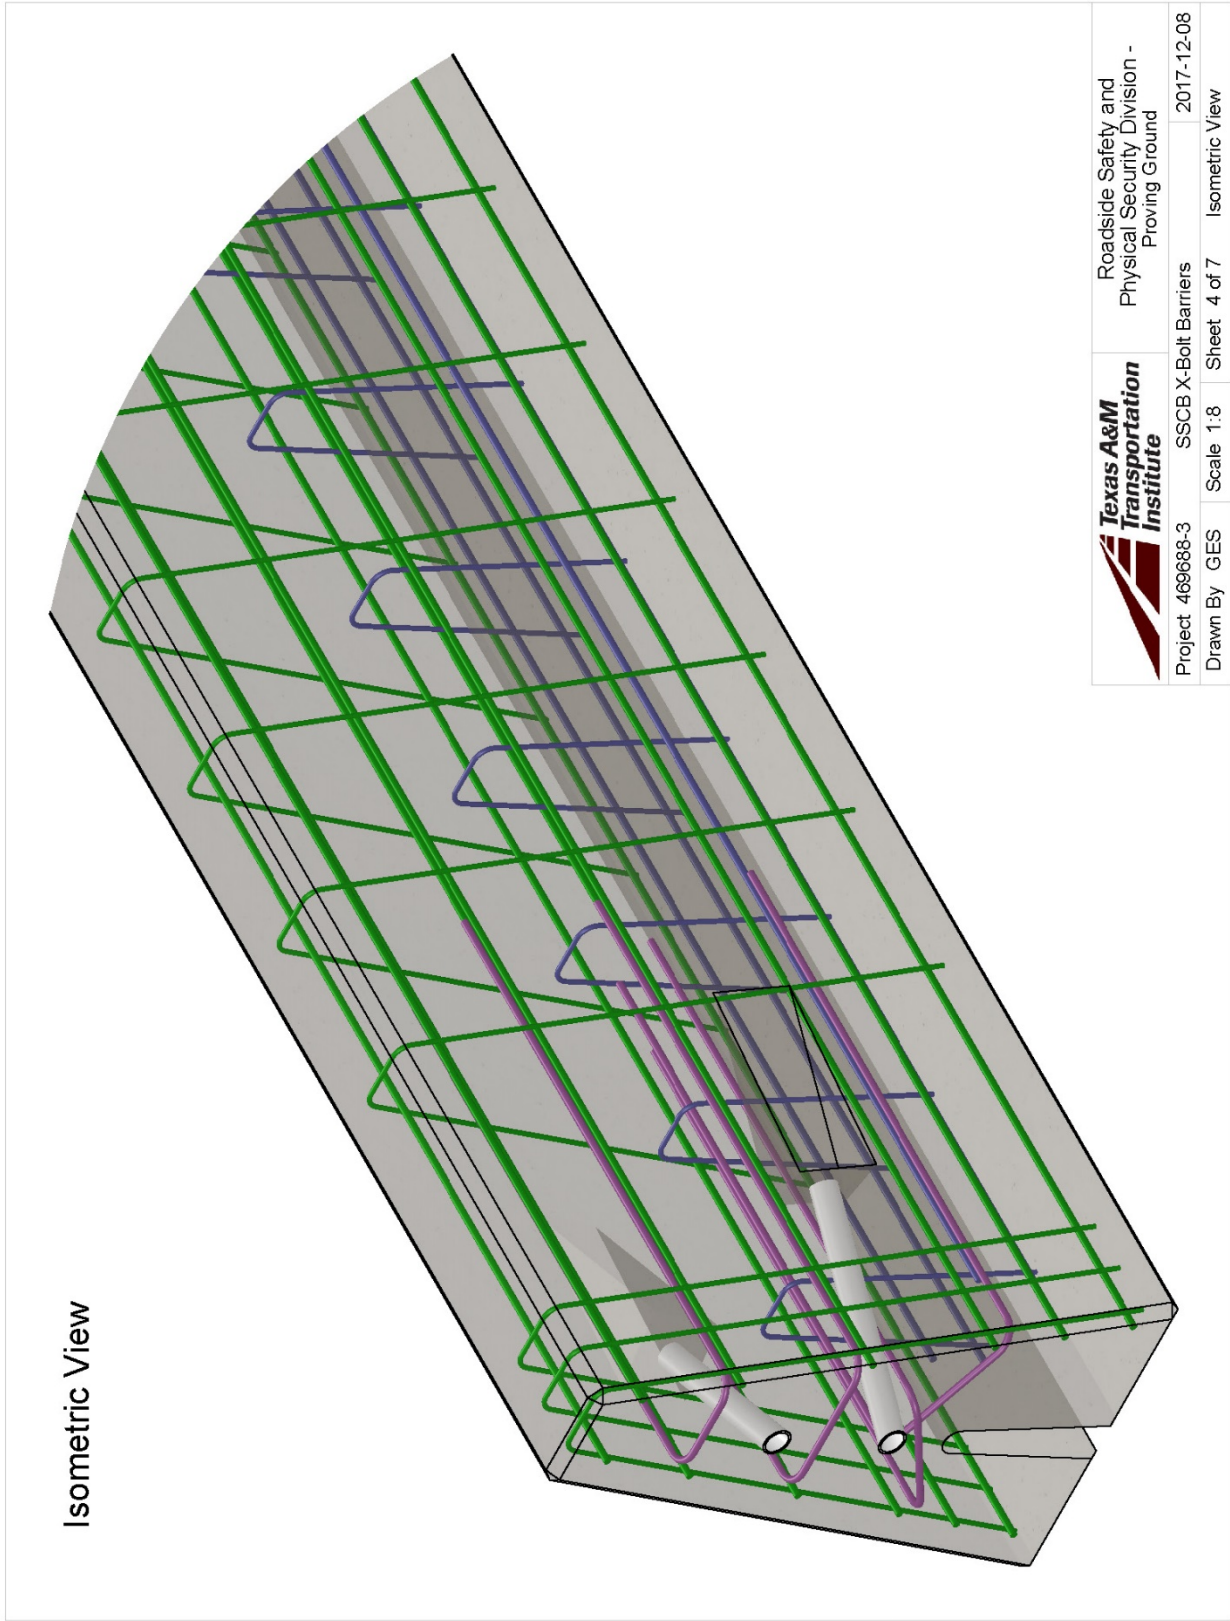 Isometric View
Texas A&M
Transportation
Institute
Roadside Safety and
Physical Security Division -
Proving Ground
Project 469688-3 SSCB X-Bolt Barriers 2017-12-08
Drawn By GES Scale 1:8 Sheet 4 of 7 Isometric View